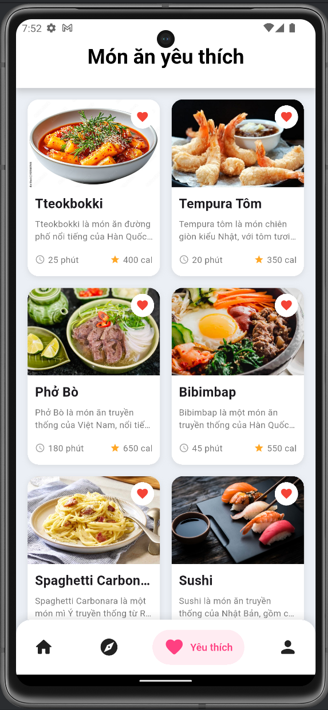 7:52
Món ăn yêu thích
Tteokbokki
Tteokbokki là món ăn đường
phố nổi tiếng của Hàn Quốc...
25 phút
400 cal
Tempura Tôm
Tempura tôm là món chiên
giòn kiểu Nhật, với tôm tươi...
20 phút
350 cal
Phở Bò
Phở Bò là món ăn truyền
thống của Việt Nam, nổi tiế...
180 phút
650 cal
Bibimbap
Bibimbap là một món ăn
truyền thống của Hàn Quốc...
45 phút
550 cal
Spaghetti Carbon...
Spaghetti Carbonara là một
món mì Ý truyền thống từ R...
Sushi
Sushi là món ăn truyền
thống của Nhật Bản, gồm c...
Yêu thích